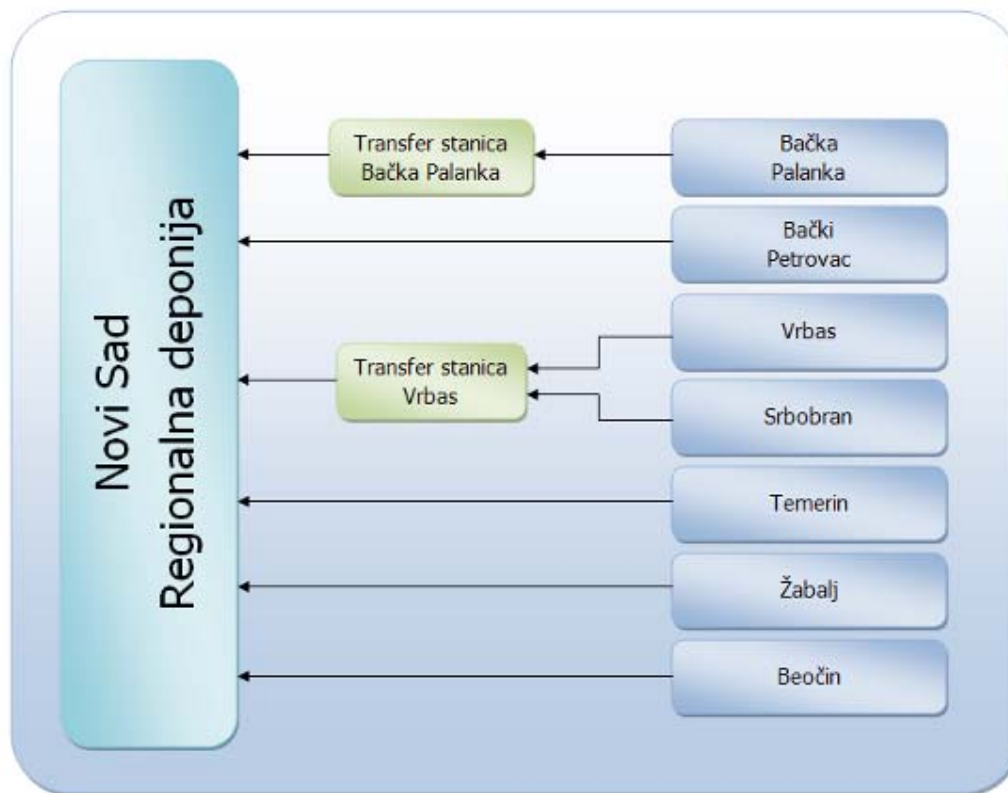 Novi Sad
Regionalna deponija
Transfer stanica
Bačka Palanka
Bačka
Palanka
Bački
Petrovac
Transfer stanica
Vrbas
Vrbas
Srbobran
Temerin
Žabalj
Beočin